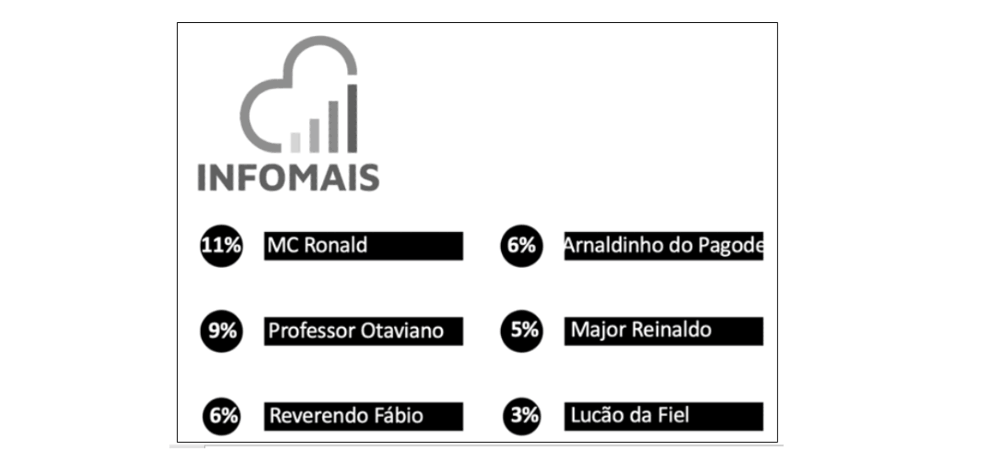 INFOMAIS
11% MC Ronald
6% Arnaldinho do Pagode
9% Professor Otaviano
5% Major Reinaldo
6% Reverendo Fábio
3% Lucão da Fiel